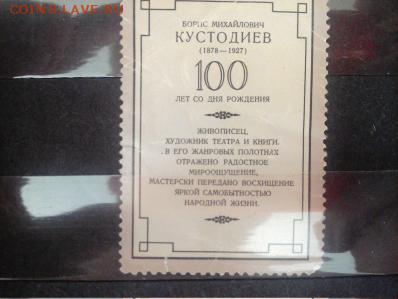 COINS.LAVE.RU
БОРИС МИХАЙЛОВИЧ
КУСТОДИЕВ
(1878—1927)
100
ЛЕТ СО ДНЯ РОЖДЕНИЯ
ЖИВОПИСЕЦ,
ХУДОЖНИК ТЕАТРА И КНИГИ.
В ЕГО ЖАНРОВЫХ ПОЛОТНАХ
ОТРАЖЕНО РАДОСТНОЕ
МИРООЩУЩЕНИЕ,
МАСТЕРСКИ ПЕРЕДАНО ВОСХИЩЕНИЕ
ЯРКОЙ САМОБЫТНОСТЬЮ
НАРОДНОЙ ЖИЗНИ.